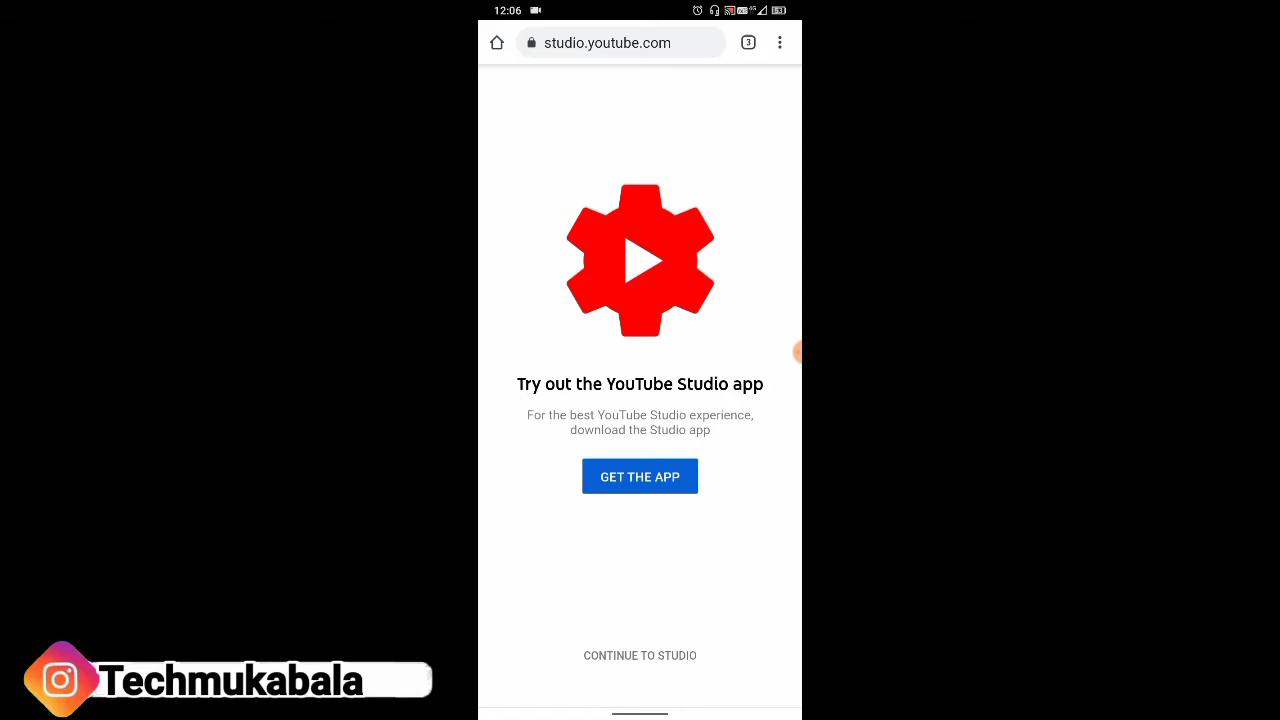 12:06
studio.youtube.com
3
Try out the YouTube Studio app
For the best YouTube Studio experience,
download the Studio app
GET THE APP
CONTINUE TO STUDIO
Techmukabala